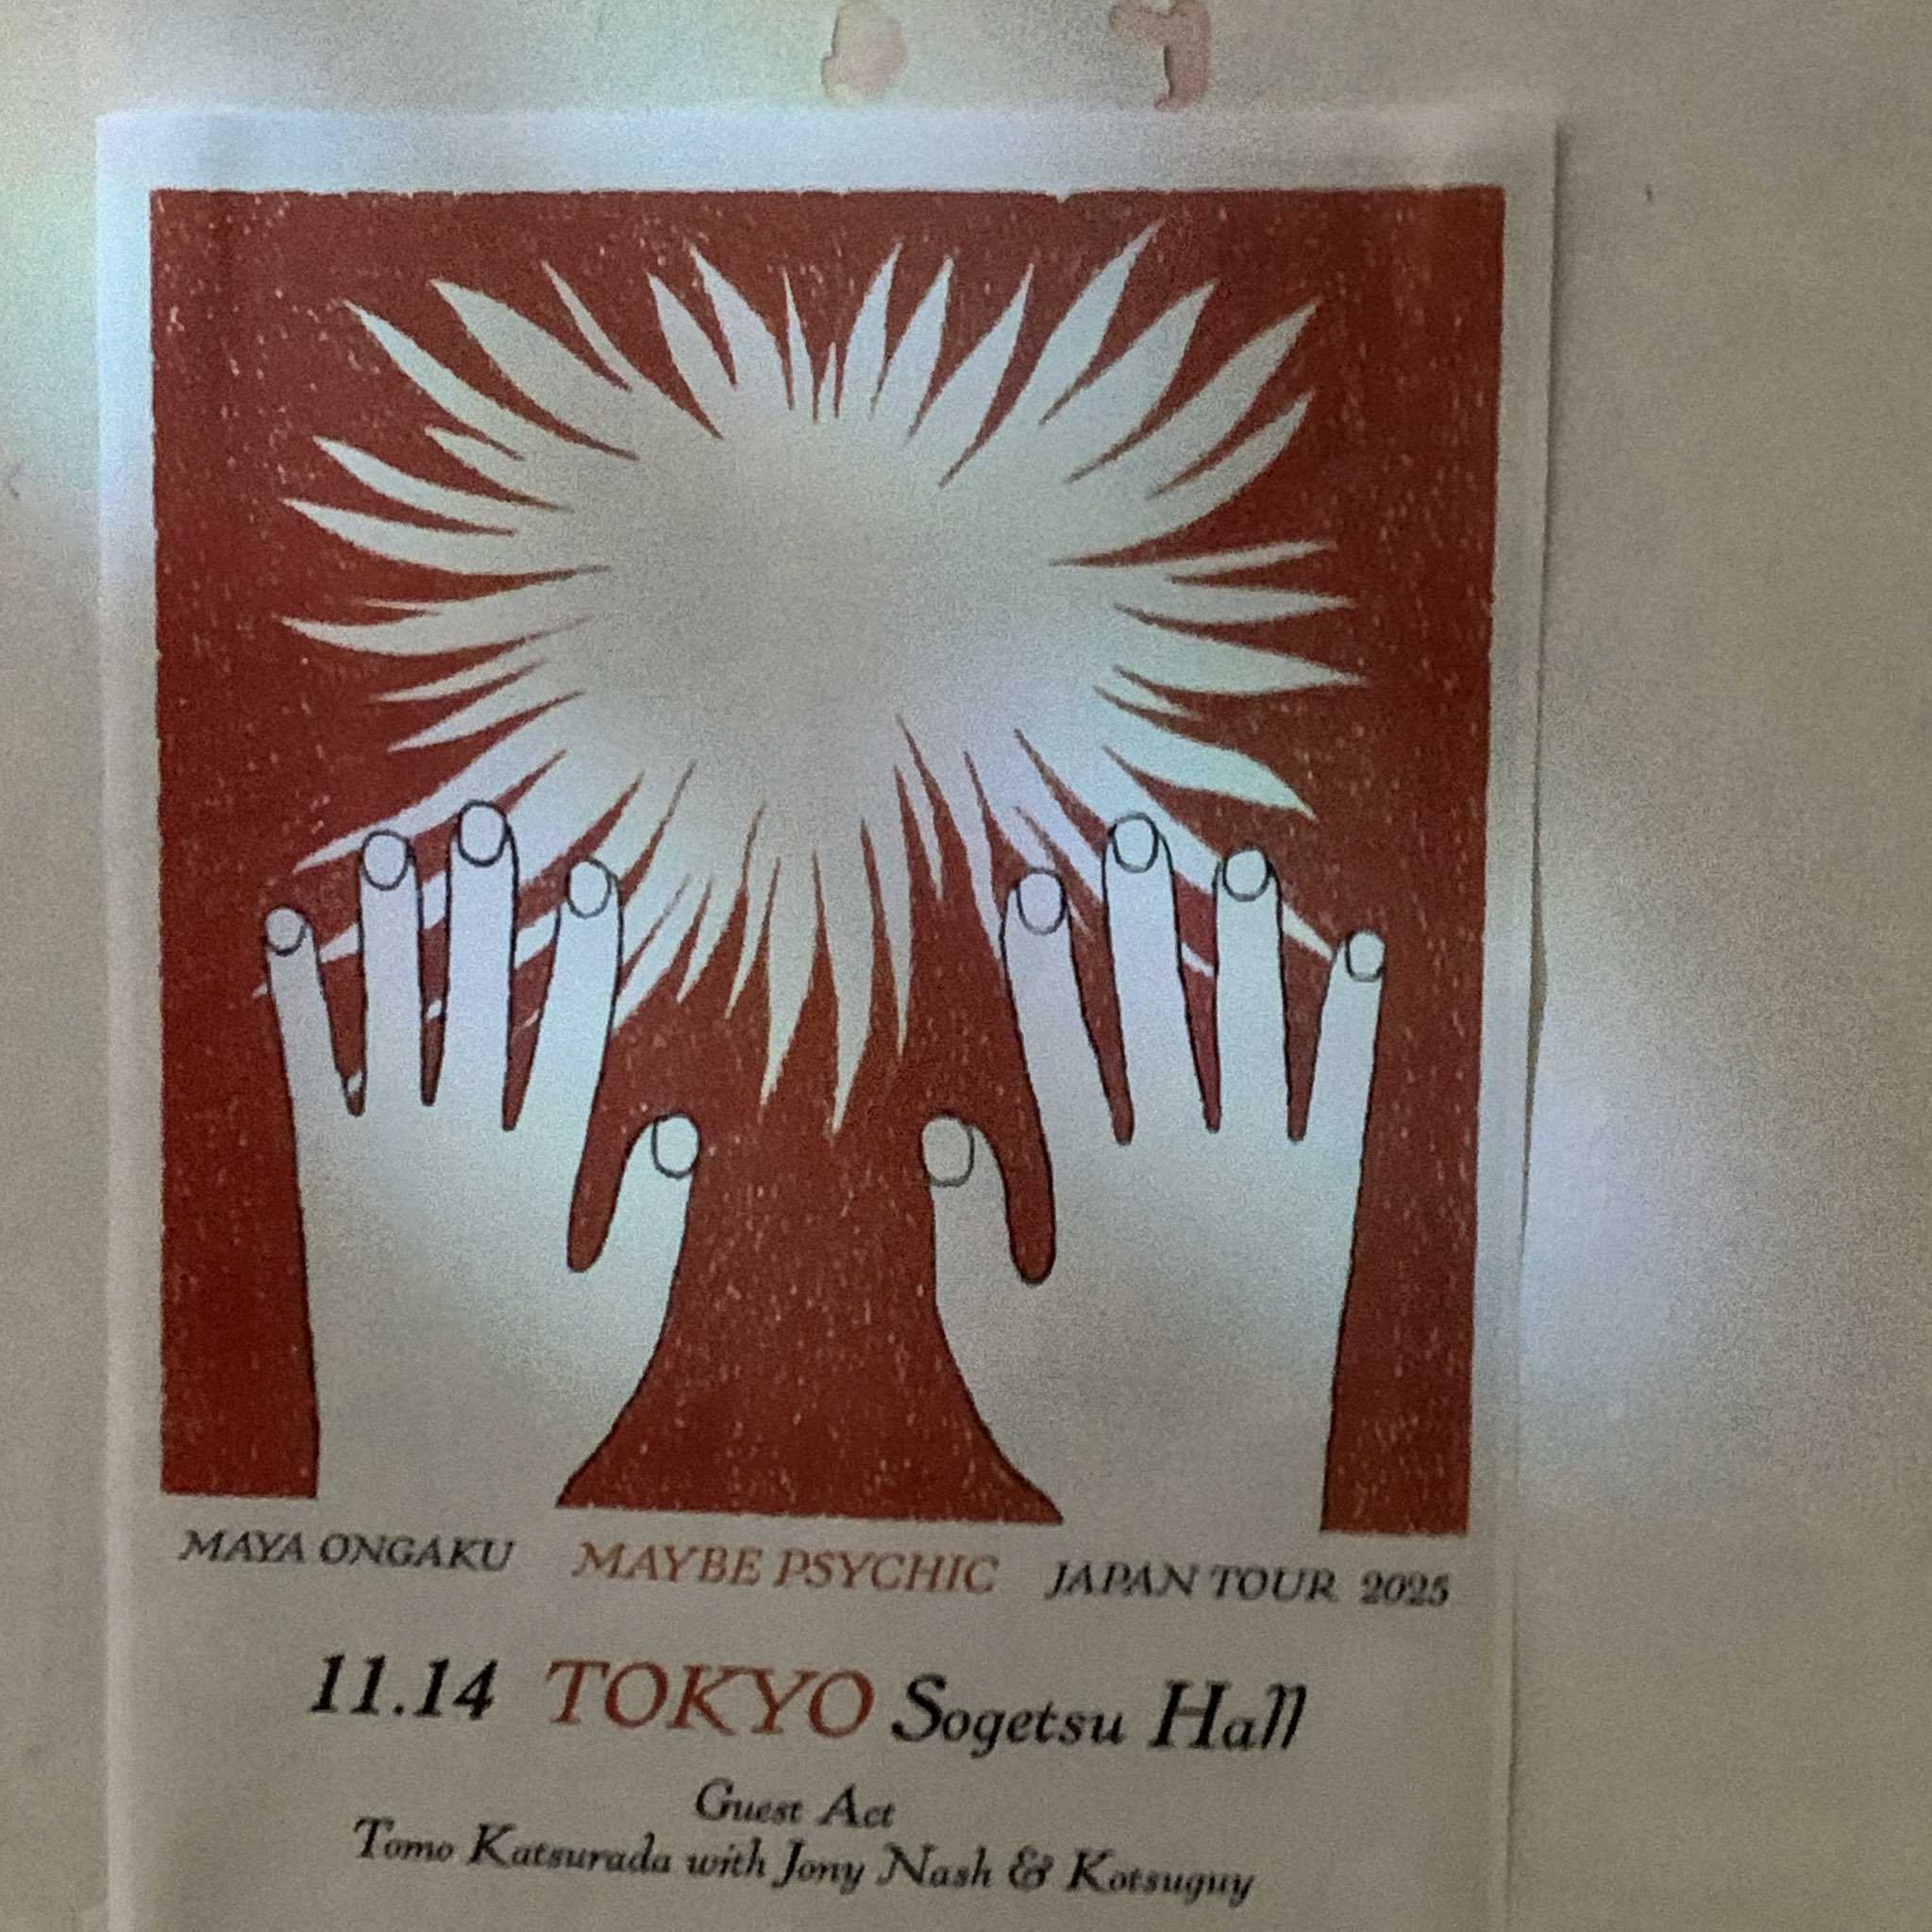 MAYA ONGAKU MAYBE PSYCHIC JAPAN TOUR 2025
11.14 TOKYO Sogetsu Hall
Guest Act
Tomo Katsurada with Jony Nash & Kotsuguy